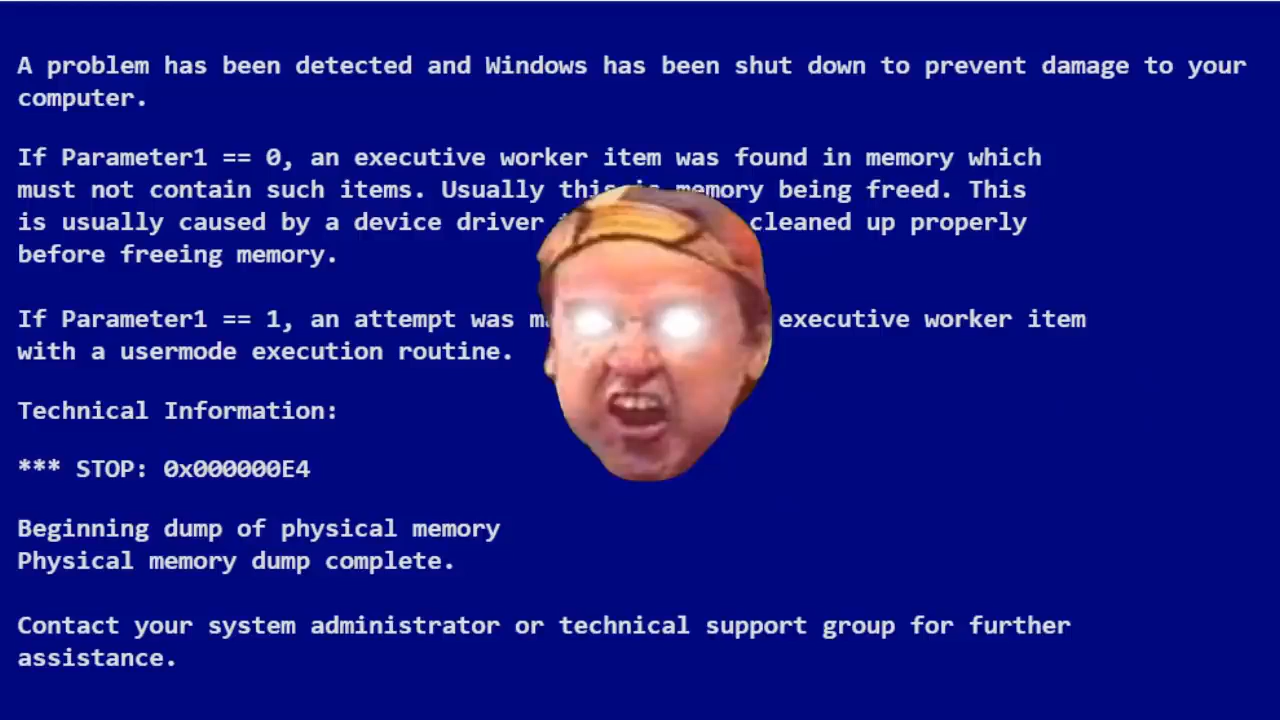 A problem has been detected and Windows has been shut down to prevent damage to your
computer.
If Parameter1 == 0, an executive worker item was found in memory which
must not contain such items. Usually this is memory being freed. This
is usually caused by a device driver cleaned up properly
before freeing memory.
If Parameter1 == 1, an attempt was executive worker item
with a usermode execution routine.
Technical Information:
*** STOP: 0x000000E4
Beginning dump of physical memory
Physical memory dump complete.
Contact your system administrator or technical support group for further
assistance.